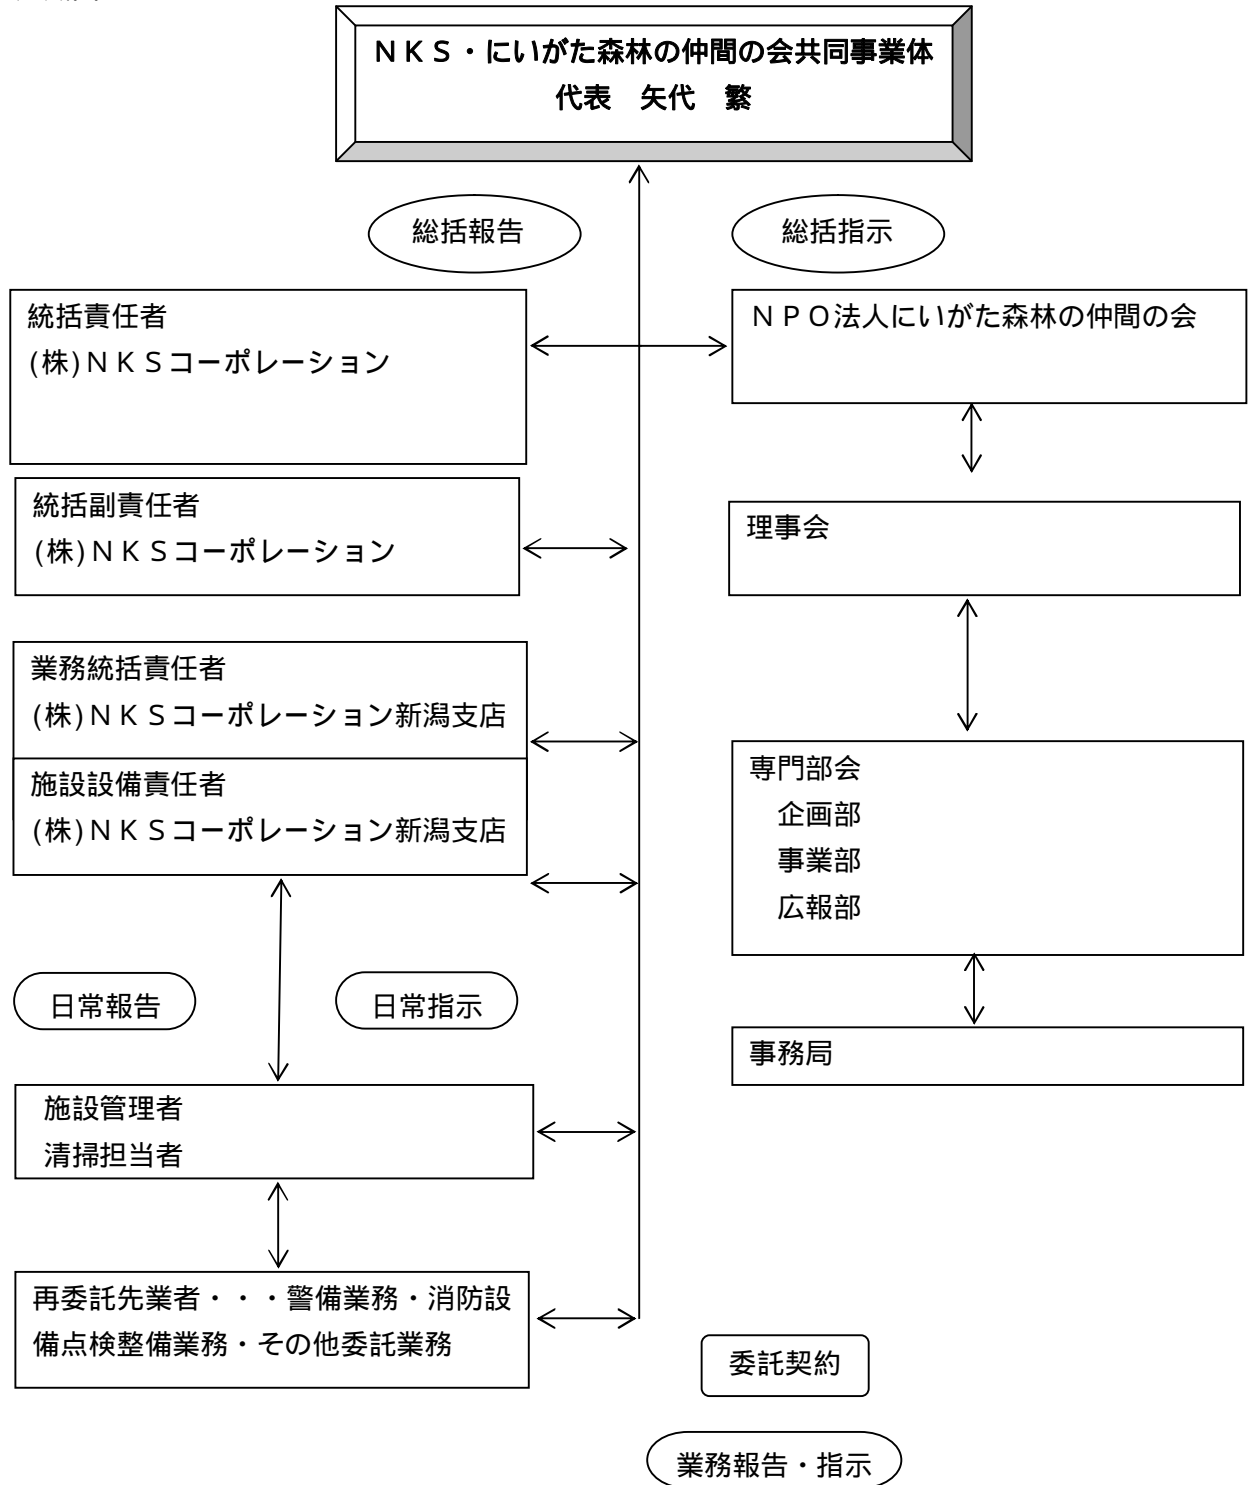 ＮＫＳ・にいがた森林の仲間の会共同事業体
代表　矢代　繁
総括報告
総括指示
統括責任者
(株)ＮＫＳコーポレーション
ＮＰＯ法人にいがた森林の仲間の会
統括副責任者
(株)ＮＫＳコーポレーション
理事会
業務統括責任者
(株)ＮＫＳコーポレーション新潟支店
施設設備責任者
(株)ＮＫＳコーポレーション新潟支店
専門部会
企画部
事業部
広報部
日常報告
日常指示
事務局
施設管理者
清掃担当者
再委託先業者・・・警備業務・消防設
備点検整備業務・その他委託業務
委託契約
業務報告・指示